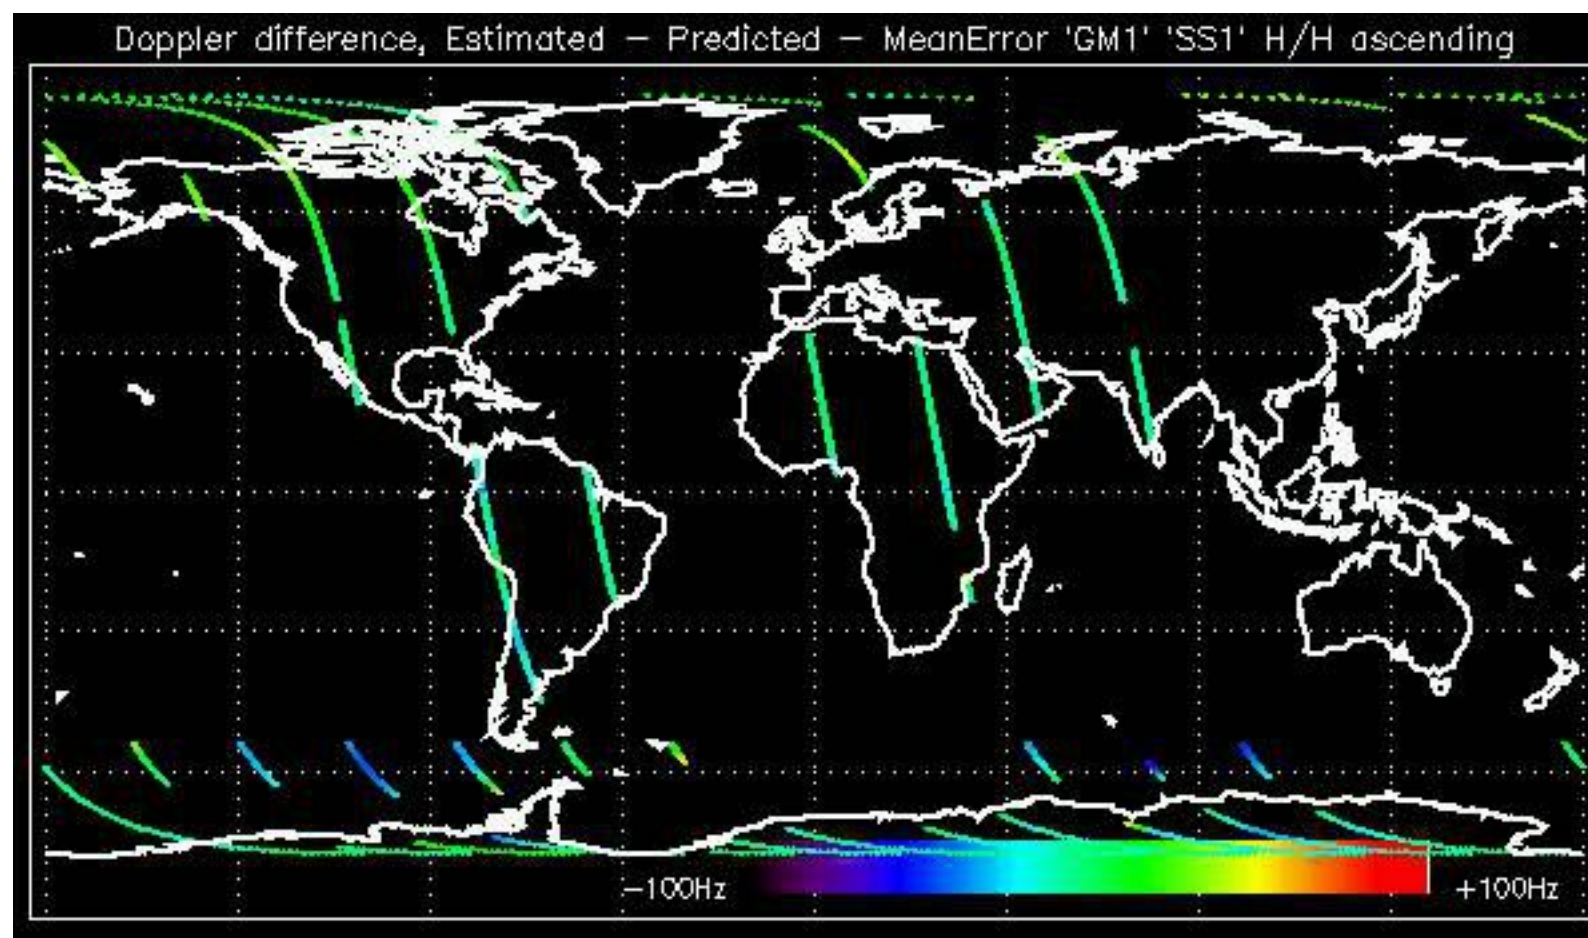 Doppler difference, Estimated – Predicted – MeanError 'GM1' 'SS1' H/H ascending
−100Hz
+100Hz